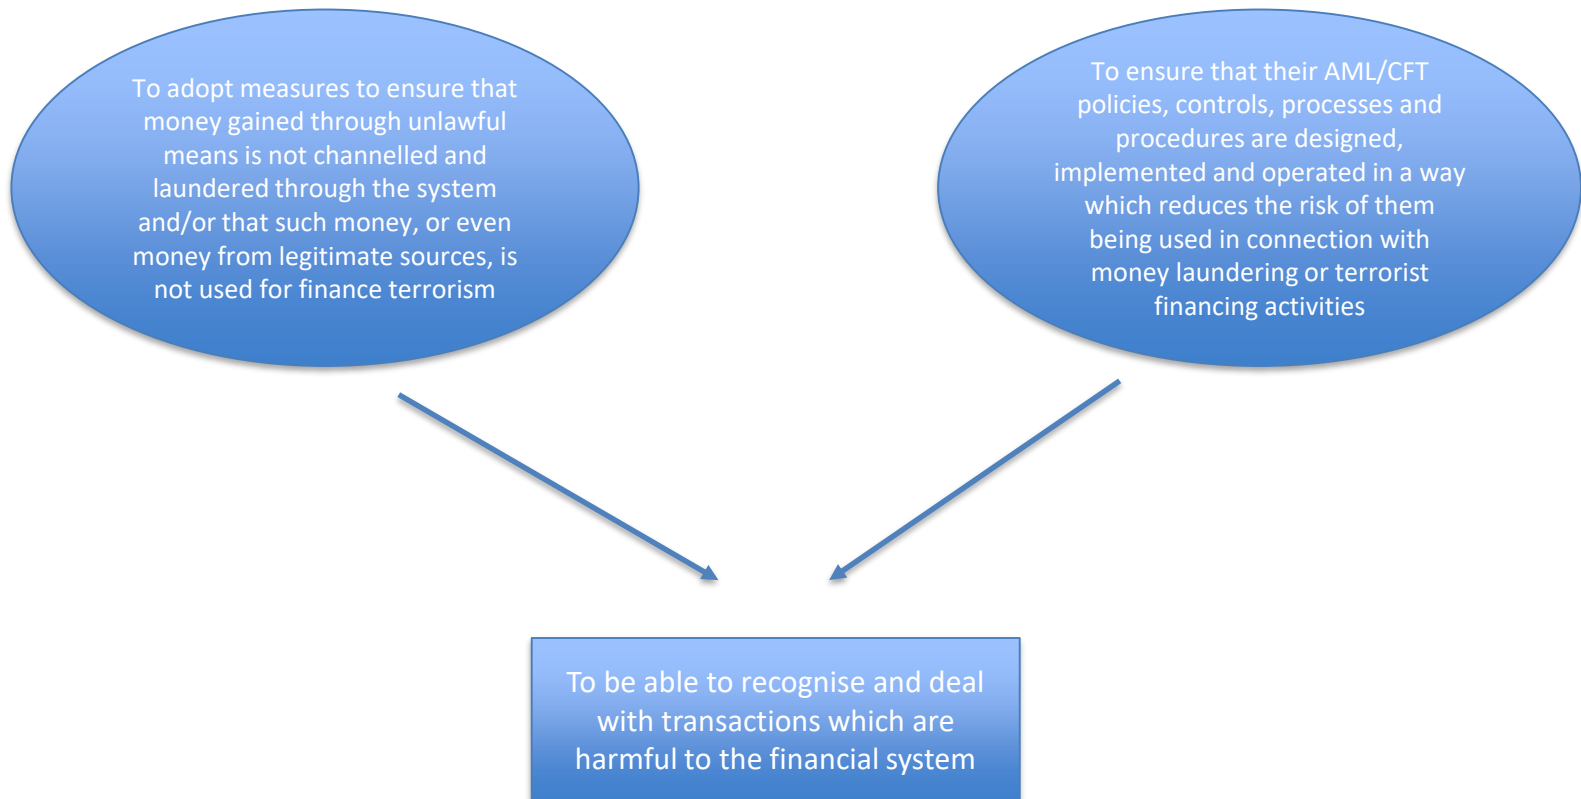 To adopt measures to ensure that
money gained through unlawful
means is not channelled and
laundered through the system
and/or that such money, or even
money from legitimate sources, is
not used for finance terrorism
To ensure that their AML/CFT
policies, controls, processes and
procedures are designed,
implemented and operated in a way
which reduces the risk of them
being used in connection with
money laundering or terrorist
financing activities
To be able to recognise and deal
with transactions which are
harmful to the financial system